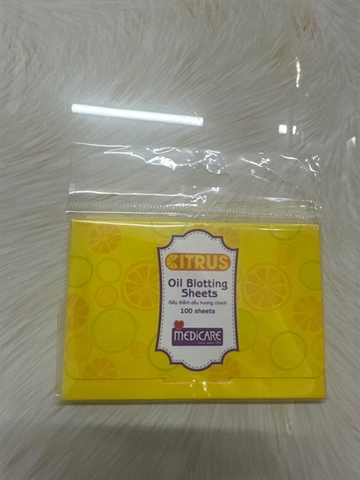 CITRUS
Oil Blotting
Sheets
Giấy thấm dầu hương chanh
100 sheets
MEDiCARE